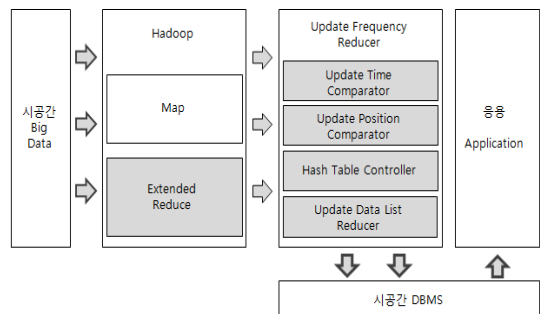 시공간
Big
Data
Hadoop
Map
Extended
Reduce
Update Frequency
Reducer
Update Time
Comparator
Update Position
Comparator
Hash Table Controller
Update Data List
Reducer
응용
Application
시공간 DBMS